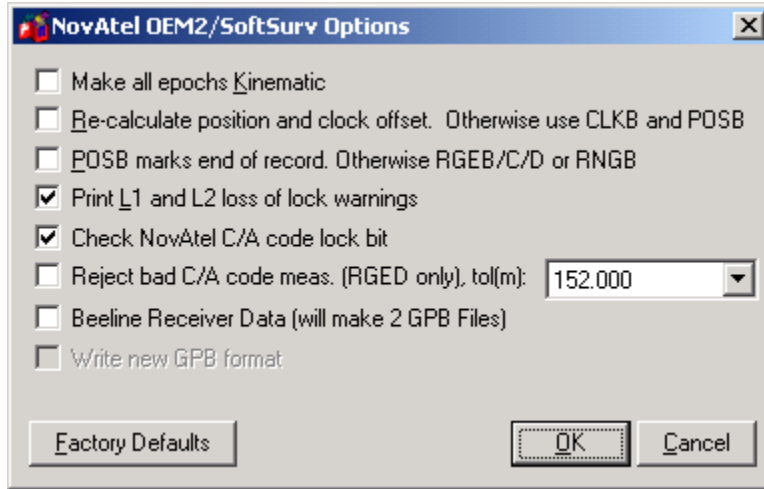 NovAtel OEM2/SoftSurv Options
Make all epochs Kinematic
Re-calculate position and clock offset.  Otherwise use CLKB and POSB
POSB marks end of record. Otherwise RGEB/C/D or RNGB
Print L1 and L2 loss of lock warnings
Check NovAtel C/A code lock bit
Reject bad C/A code meas. (RGED only), tol(m): 152.000
Beeline Receiver Data (will make 2 GPB Files)
Write new GPB format
Factory Defaults OK Cancel